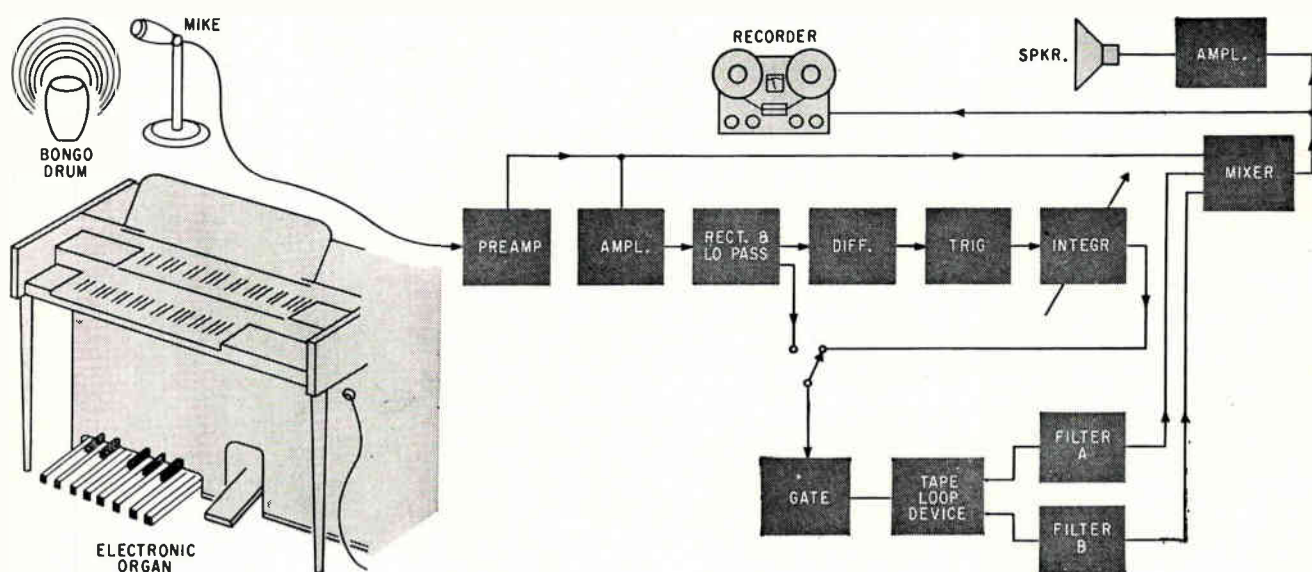 MIKE
BONGO
DRUM
ELECTRONIC
ORGAN
RECORDER
SPKR.
AMPL.
MIXER
PREAMP
AMPL.
RECT. &
LO PASS
DIFF.
TRIG
INTEGR
GATE
TAPE
LOOP
DEVICE
FILTER
A
FILTER
B